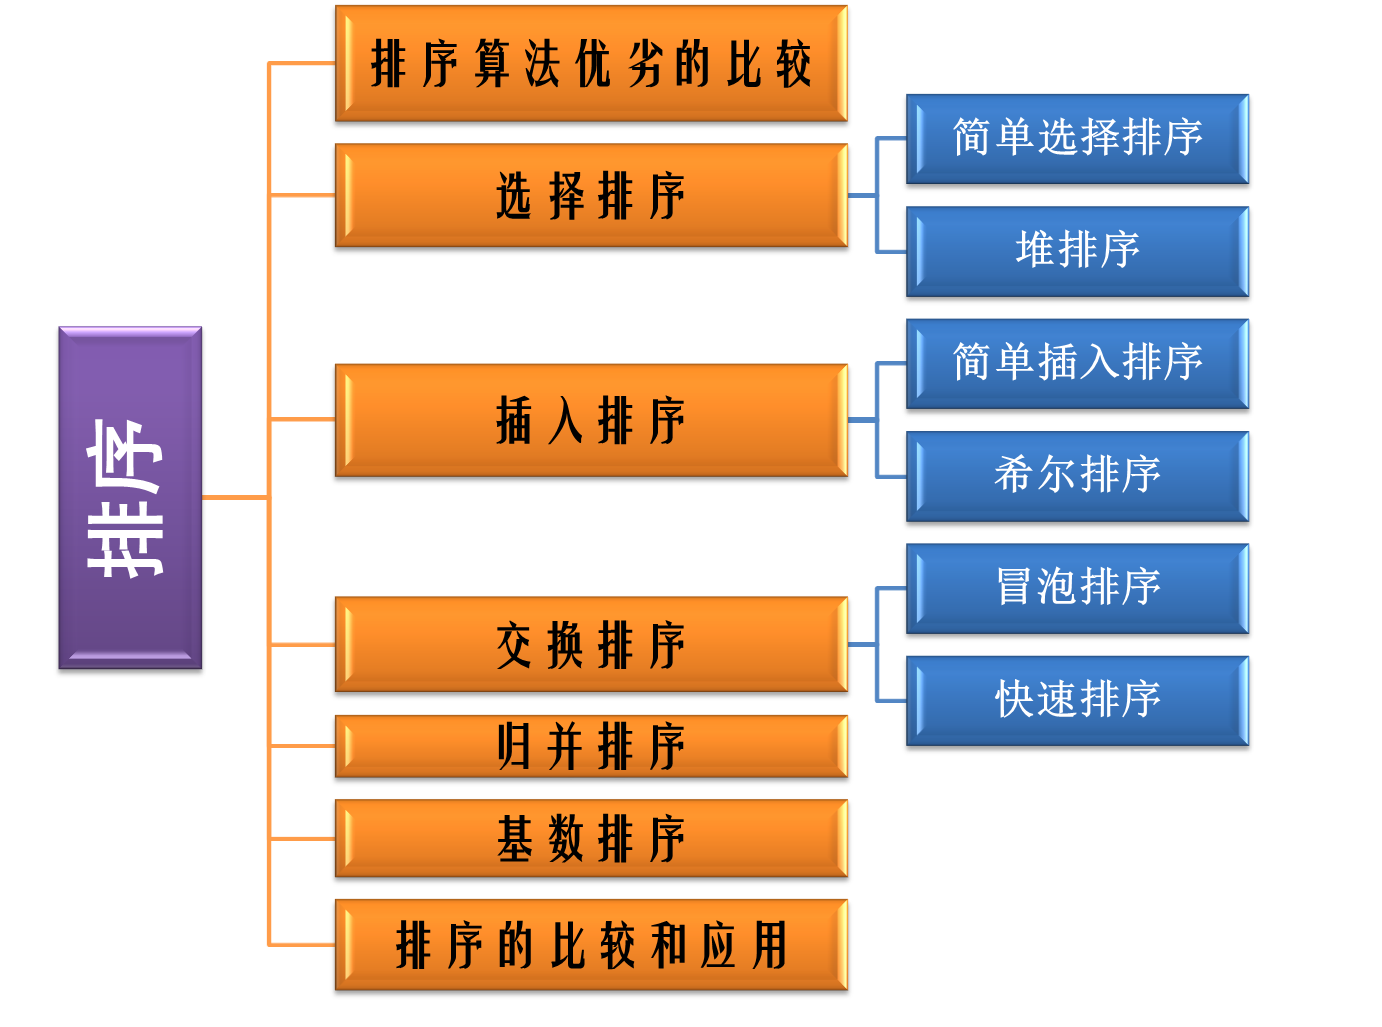 排序
排序算法优劣的比较
选择排序
简单选择排序
堆排序
插入排序
简单插入排序
希尔排序
交换排序
冒泡排序
快速排序
归并排序
基数排序
排序的比较和应用